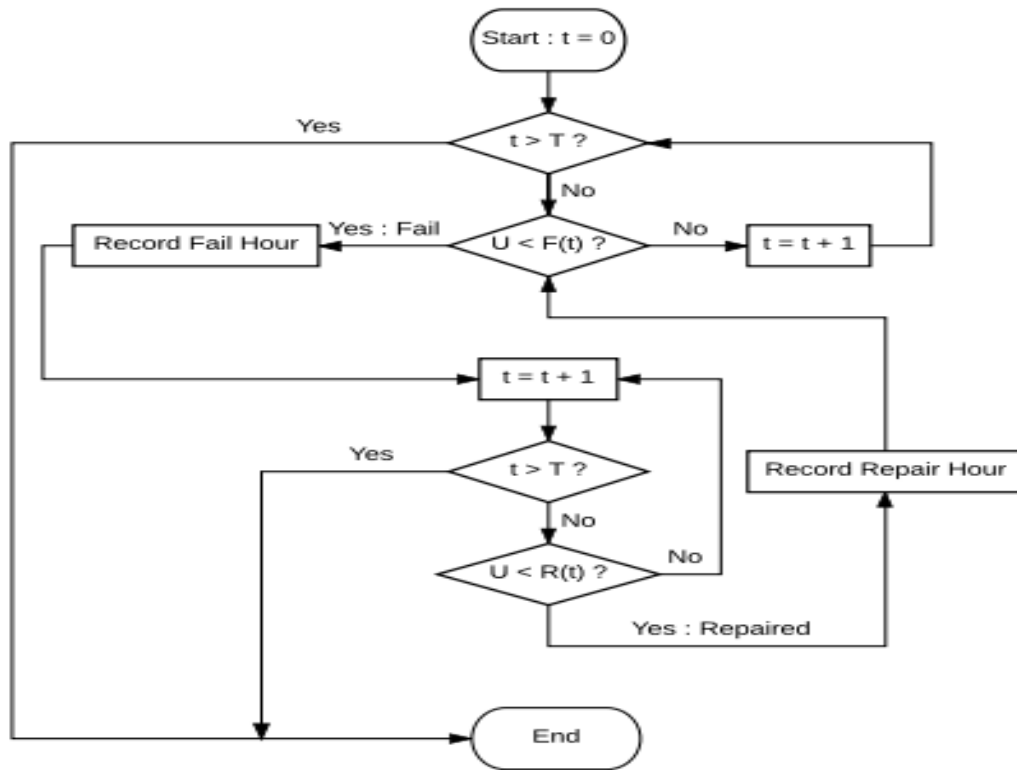 Start : t = 0
Yes
t > T ?
No
Record Fail Hour
Yes : Fail
U < F(t) ?
No
t = t + 1
t = t + 1
Yes
t > T ?
Record Repair Hour
No
U < R(t) ?
No
Yes : Repaired
End